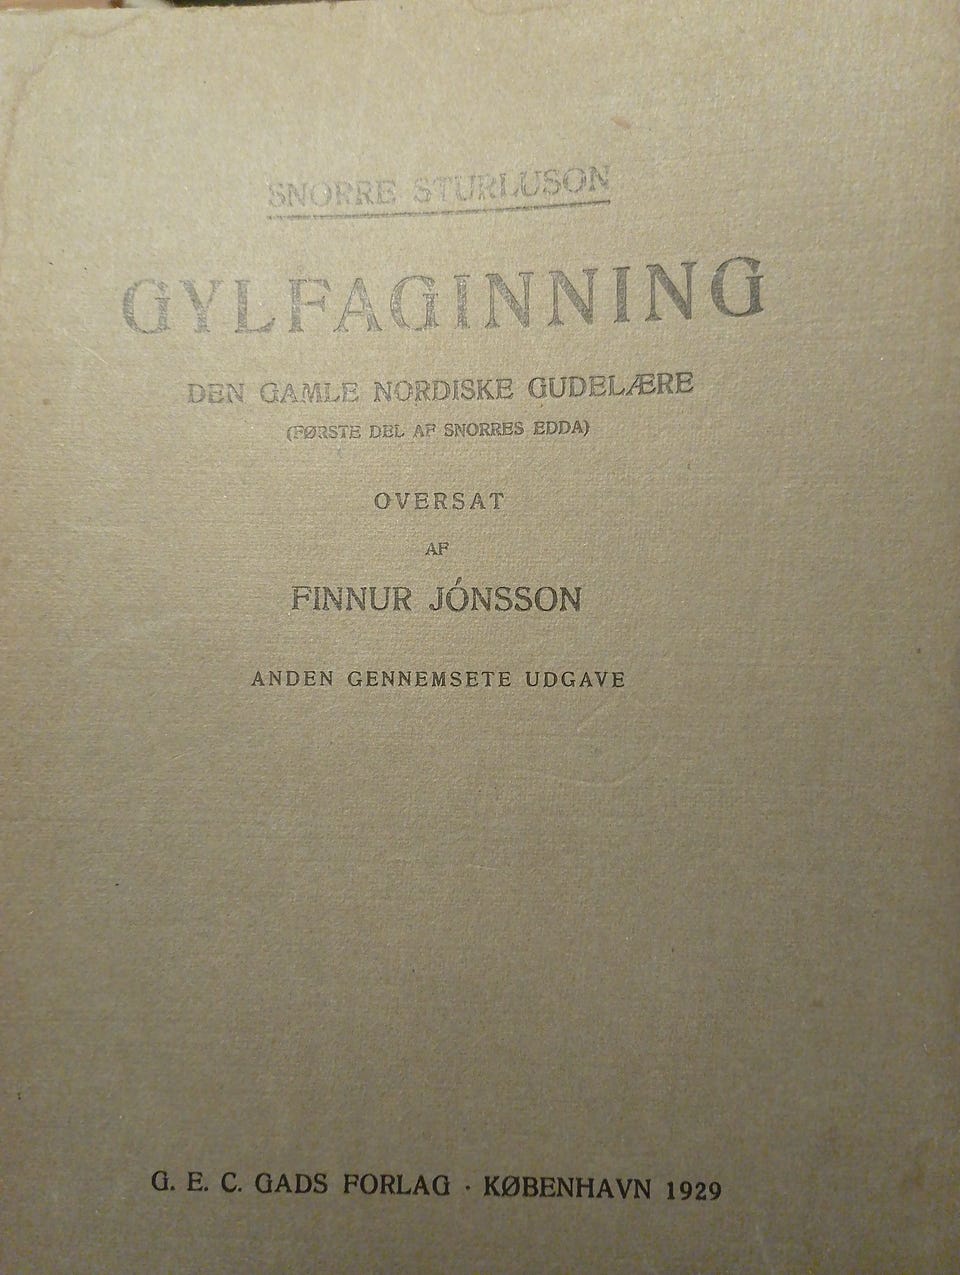 SNORRE STURLUSON
GYLFAGINNING
DEN GAMLE NORDISKE GUDELÆRE
(FØRSTE DEL AF SNORRES EDDA)
OVERSAT
AF
FINNUR JÓNSSON
ANDEN GENNEMSETE UDGAVE
G. E. C. GADS FORLAG · KØBENHAVN 1929